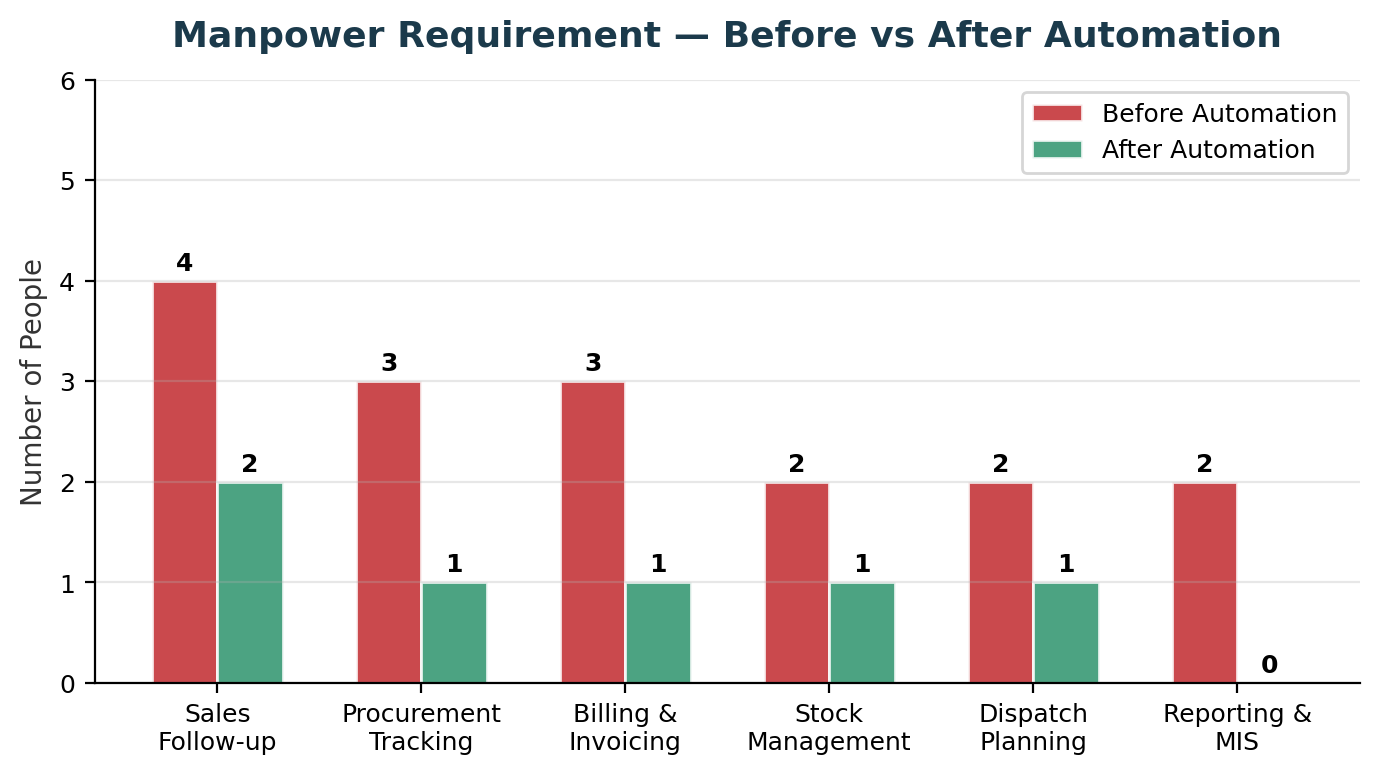 Manpower Requirement — Before vs After Automation
Before Automation
After Automation
Number of People
6
5
4
3
2
1
0
4
2
3
1
3
1
2
1
2
1
2
0
Sales
Follow-up
Procurement
Tracking
Billing &
Invoicing
Stock
Management
Dispatch
Planning
Reporting &
MIS